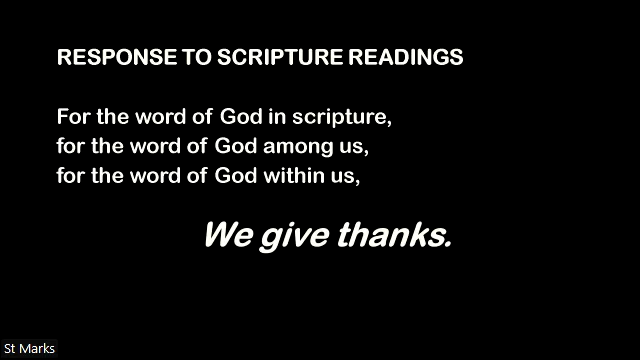 RESPONSE TO SCRIPTURE READINGS
For the word of God in scripture,
for the word of God among us,
for the word of God within us,
We give thanks.
St Marks